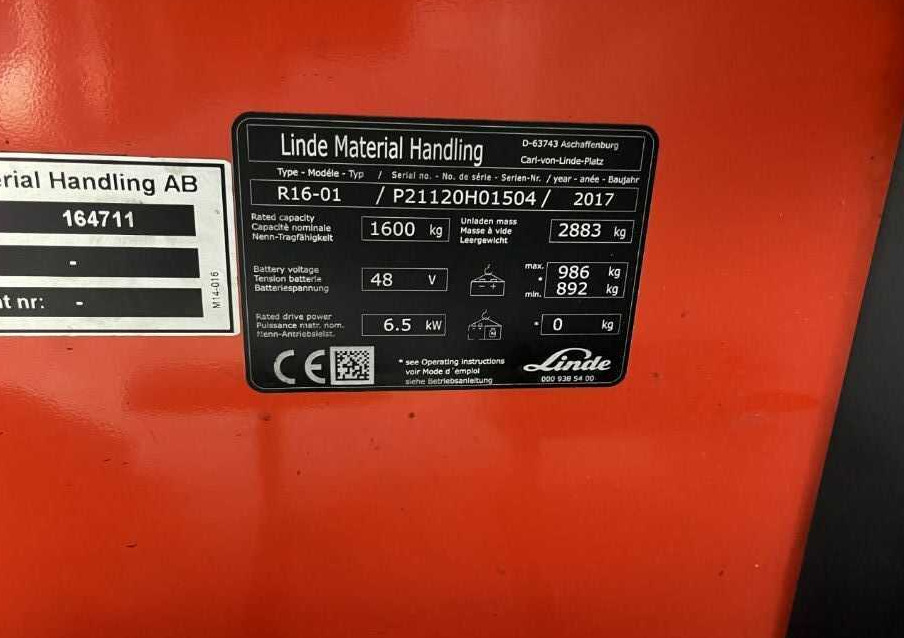 Linde Material Handling
D-63743 Aschaffenburg
Carl-von-Linde-Platz
Type - Modéle - Typ / Serial no. - No. de série - Serien-Nr. / year - anée - Baujahr
R16-01 / P21120H01504 / 2017
Rated capacity
Capacité nominale
Nenn-Tragfähigkeit
1600 kg
Unladen mass
Masse à vide
Leergewicht
2883 kg
Battery voltage
Tension batterie
Batteriespannung
48 V
- +
max. 986 kg
*
min. 892 kg
Rated drive power
Puissance motr. nom.
Nenn-Antriebsleist.
6.5 kW
* 0 kg
CE
* see Operating instructions
voir Mode d´emploi
siehe Betriebsanleitung
Linde
000 938 54 00
Handling AB
164711
-
nr: -
M14-016